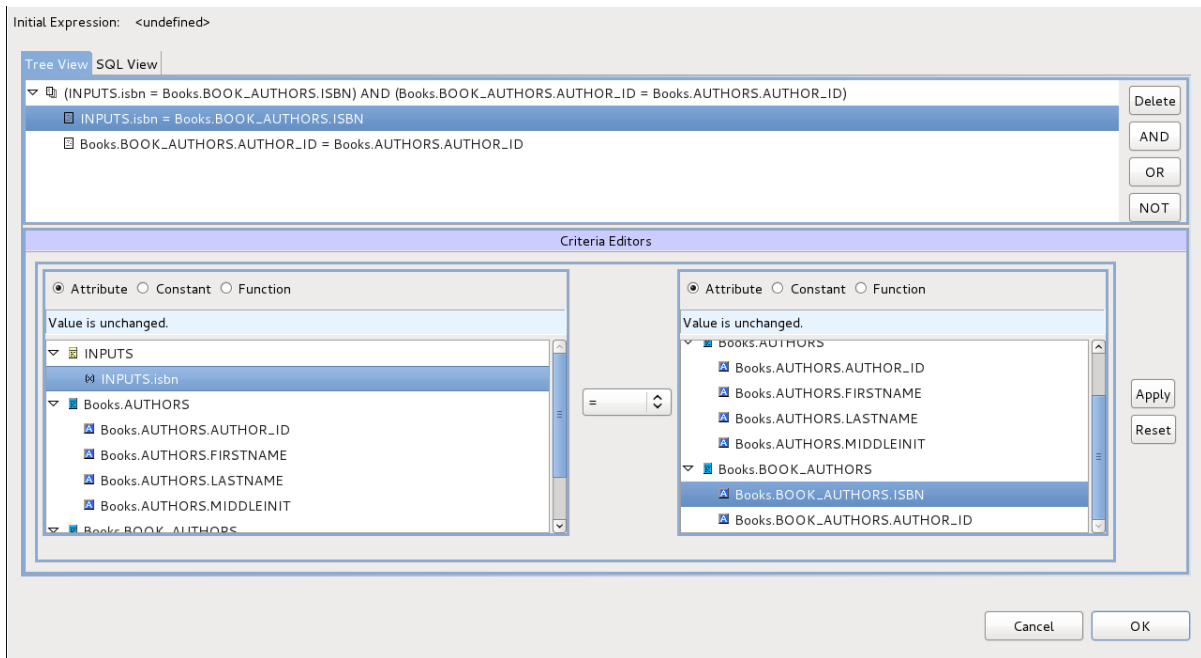 Initial Expression: <undefined>
Tree View SQL View
(INPUTS.isbn = Books.BOOK_AUTHORS.ISBN) AND (Books.BOOK_AUTHORS.AUTHOR_ID = Books.AUTHORS.AUTHOR_ID)
INPUTS.isbn = Books.BOOK_AUTHORS.ISBN
Books.BOOK_AUTHORS.AUTHOR_ID = Books.AUTHORS.AUTHOR_ID
Delete
AND
OR
NOT
Criteria Editors
Attribute Constant Function
Value is unchanged.
INPUTS
INPUTS.isbn
Books.AUTHORS
Books.AUTHORS.AUTHOR_ID
Books.AUTHORS.FIRSTNAME
Books.AUTHORS.LASTNAME
Books.AUTHORS.MIDDLEINIT
Books.BOOK_AUTHORS
=
Attribute Constant Function
Value is unchanged.
Books.AUTHORS
Books.AUTHORS.AUTHOR_ID
Books.AUTHORS.FIRSTNAME
Books.AUTHORS.LASTNAME
Books.AUTHORS.MIDDLEINIT
Books.BOOK_AUTHORS
Books.BOOK_AUTHORS.ISBN
Books.BOOK_AUTHORS.AUTHOR_ID
Apply
Reset
Cancel
OK